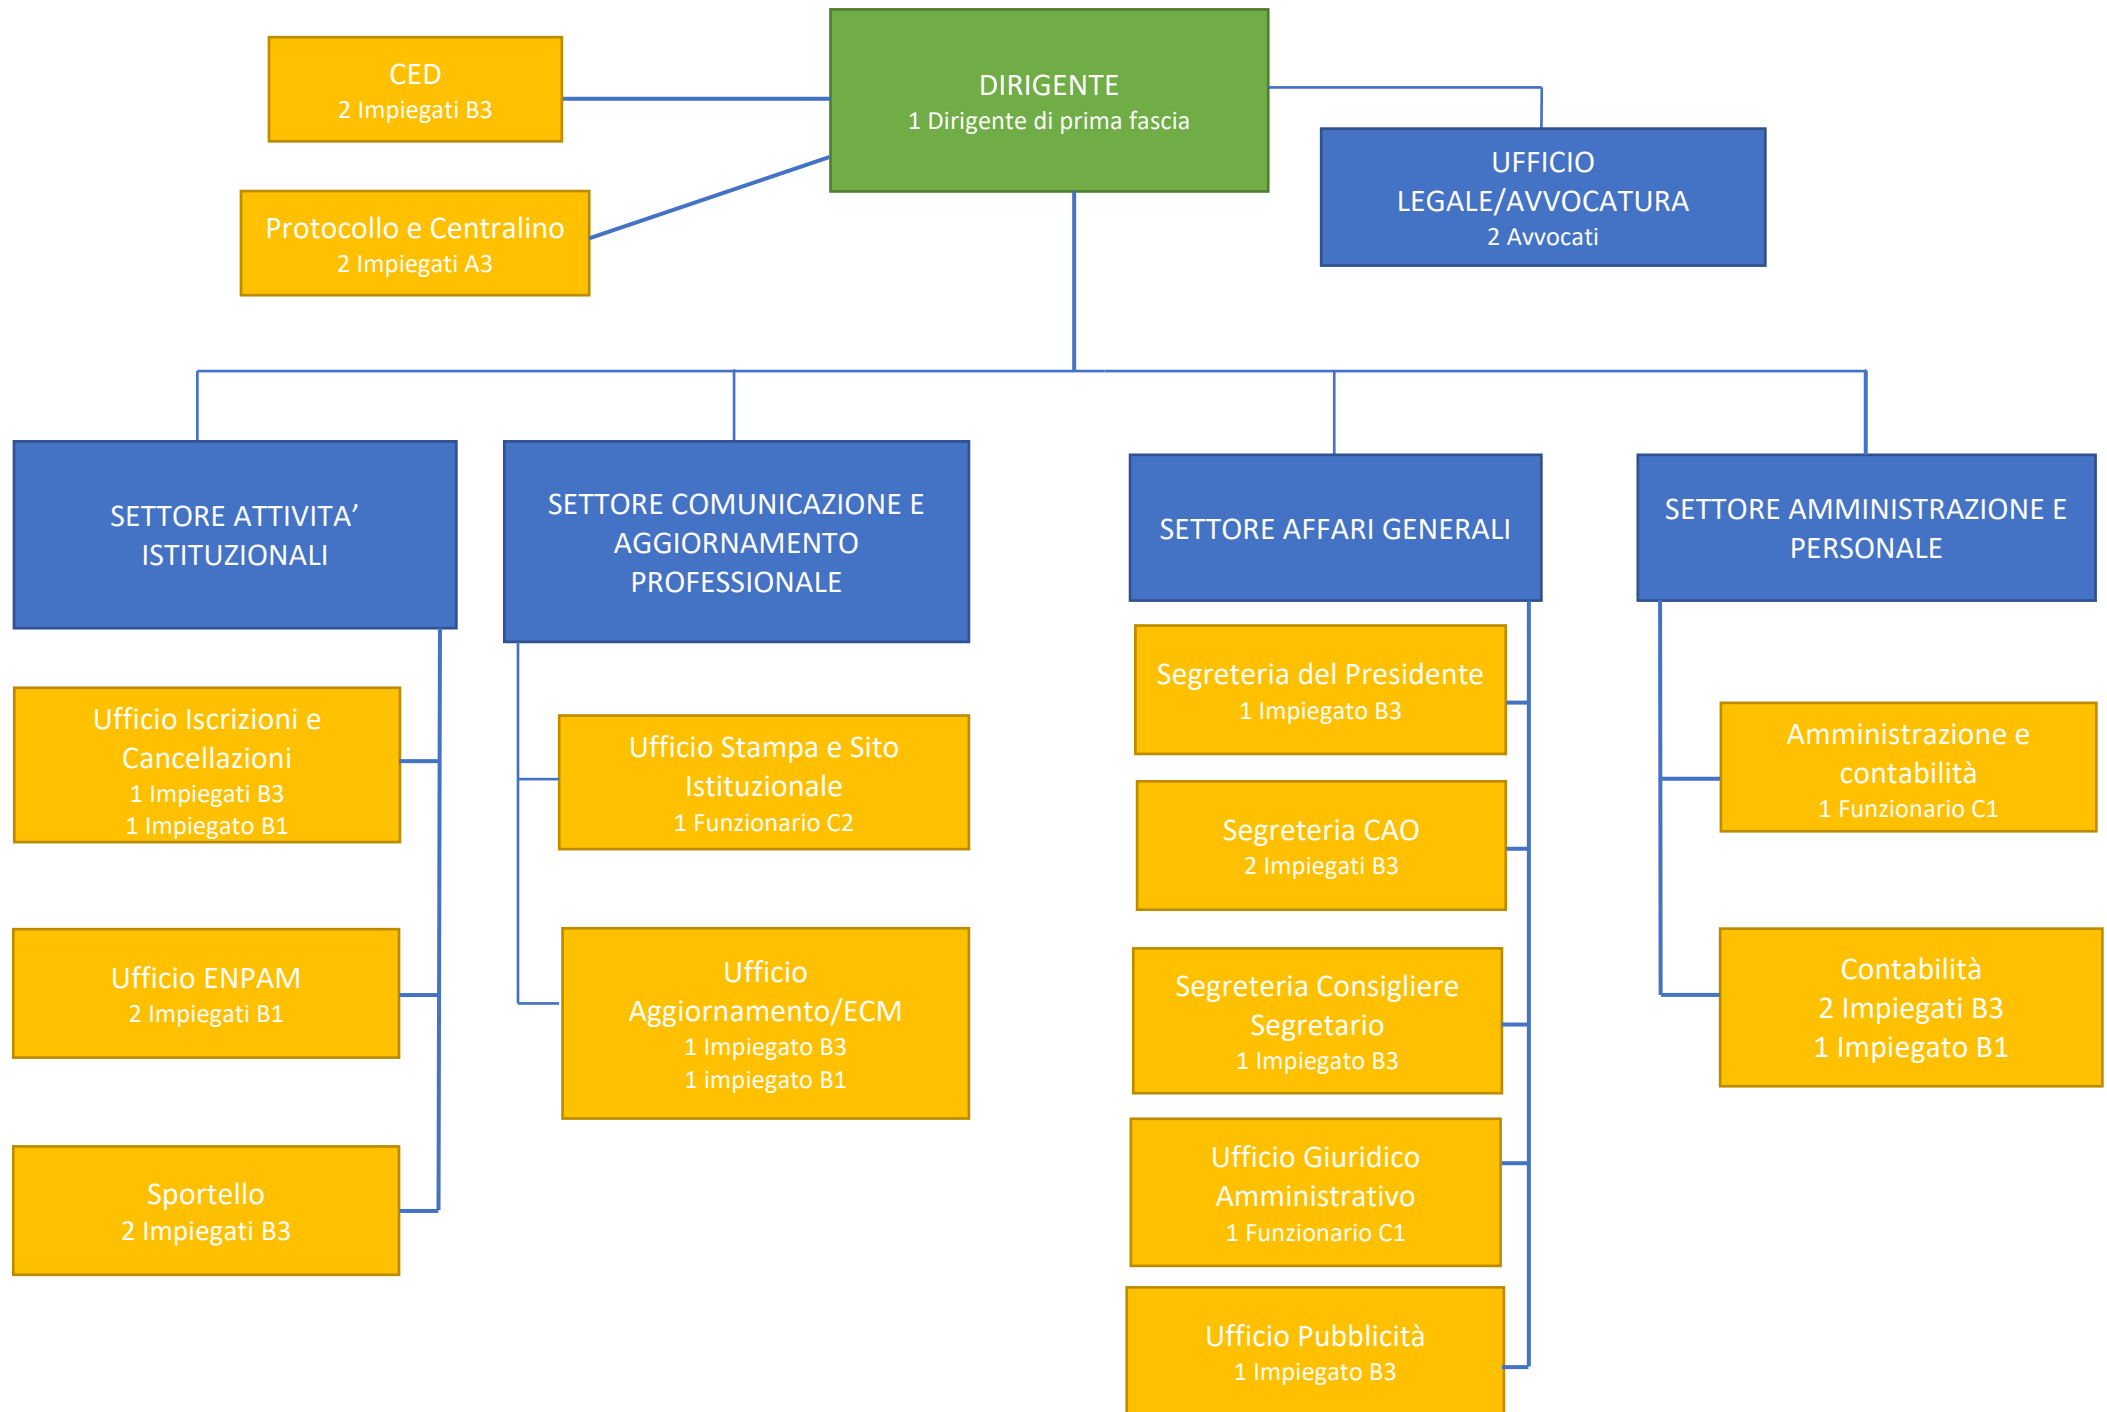 CED
2 Impiegati B3
DIRIGENTE
1 Dirigente di prima fascia
UFFICIO
LEGALE/AVVOCATURA
2 Avvocati
Protocollo e Centralino
2 Impiegati A3
SETTORE ATTIVITA’
ISTITUZIONALI
SETTORE COMUNICAZIONE E
AGGIORNAMENTO
PROFESSIONALE
SETTORE AFFARI GENERALI
SETTORE AMMINISTRAZIONE E
PERSONALE
Ufficio Iscrizioni e
Cancellazioni
1 Impiegati B3
1 Impiegato B1
Ufficio ENPAM
2 Impiegati B1
Sportello
2 Impiegati B3
Ufficio Stampa e Sito
Istituzionale
1 Funzionario C2
Ufficio
Aggiornamento/ECM
1 Impiegato B3
1 impiegato B1
Segreteria del Presidente
1 Impiegato B3
Segreteria CAO
2 Impiegati B3
Segreteria Consigliere
Segretario
1 Impiegato B3
Ufficio Giuridico
Amministrativo
1 Funzionario C1
Ufficio Pubblicità
1 Impiegato B3
Amministrazione e
contabilità
1 Funzionario C1
Contabilità
2 Impiegati B3
1 Impiegato B1